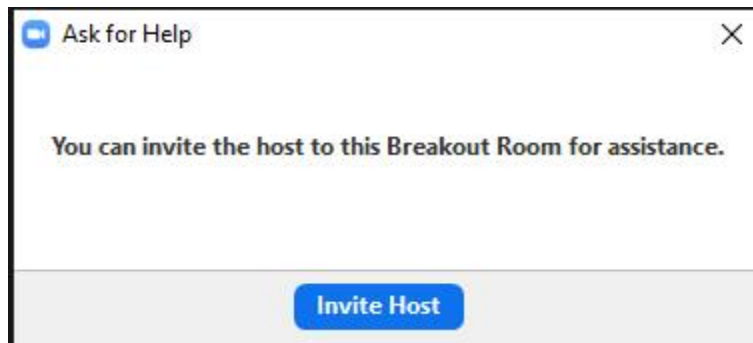 Ask for Help
You can invite the host to this Breakout Room for assistance.
Invite Host